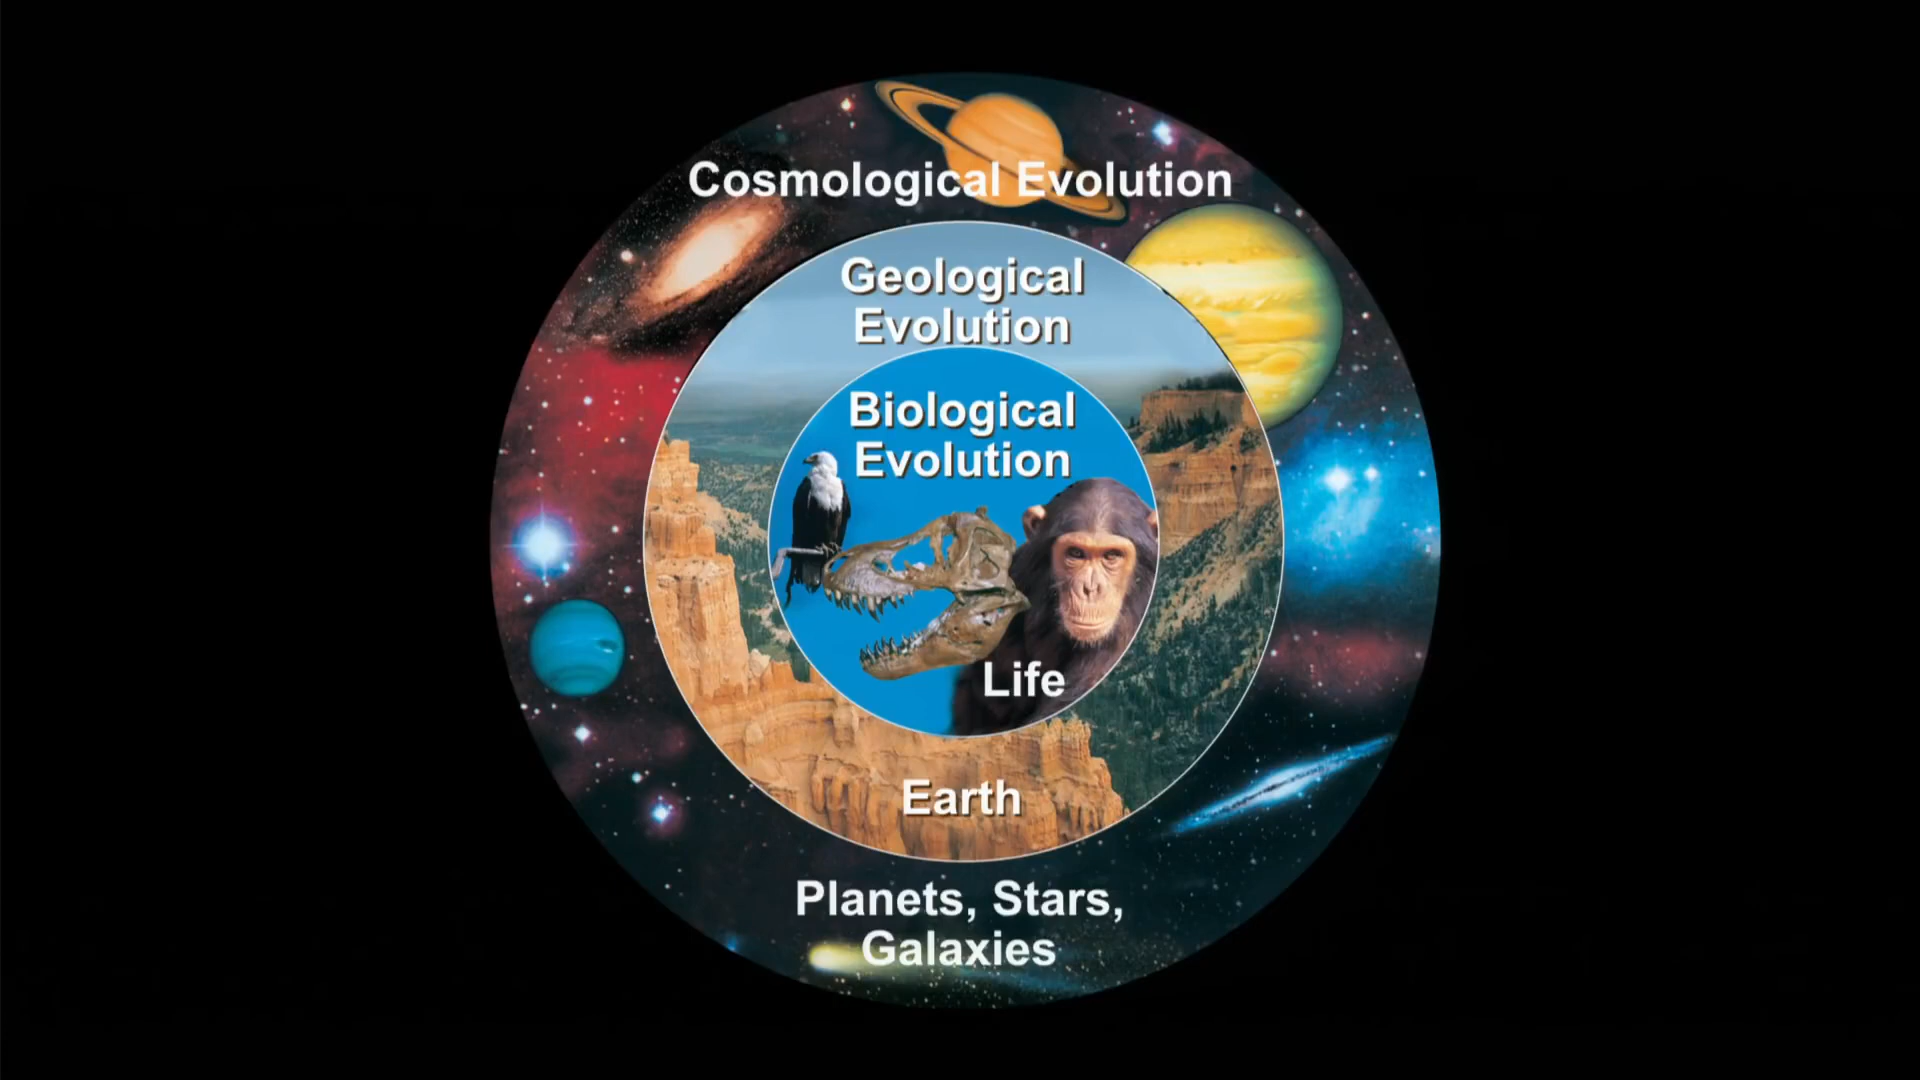 Cosmological Evolution
Geological
Evolution
Biological
Evolution
Life
Earth
Planets, Stars,
Galaxies